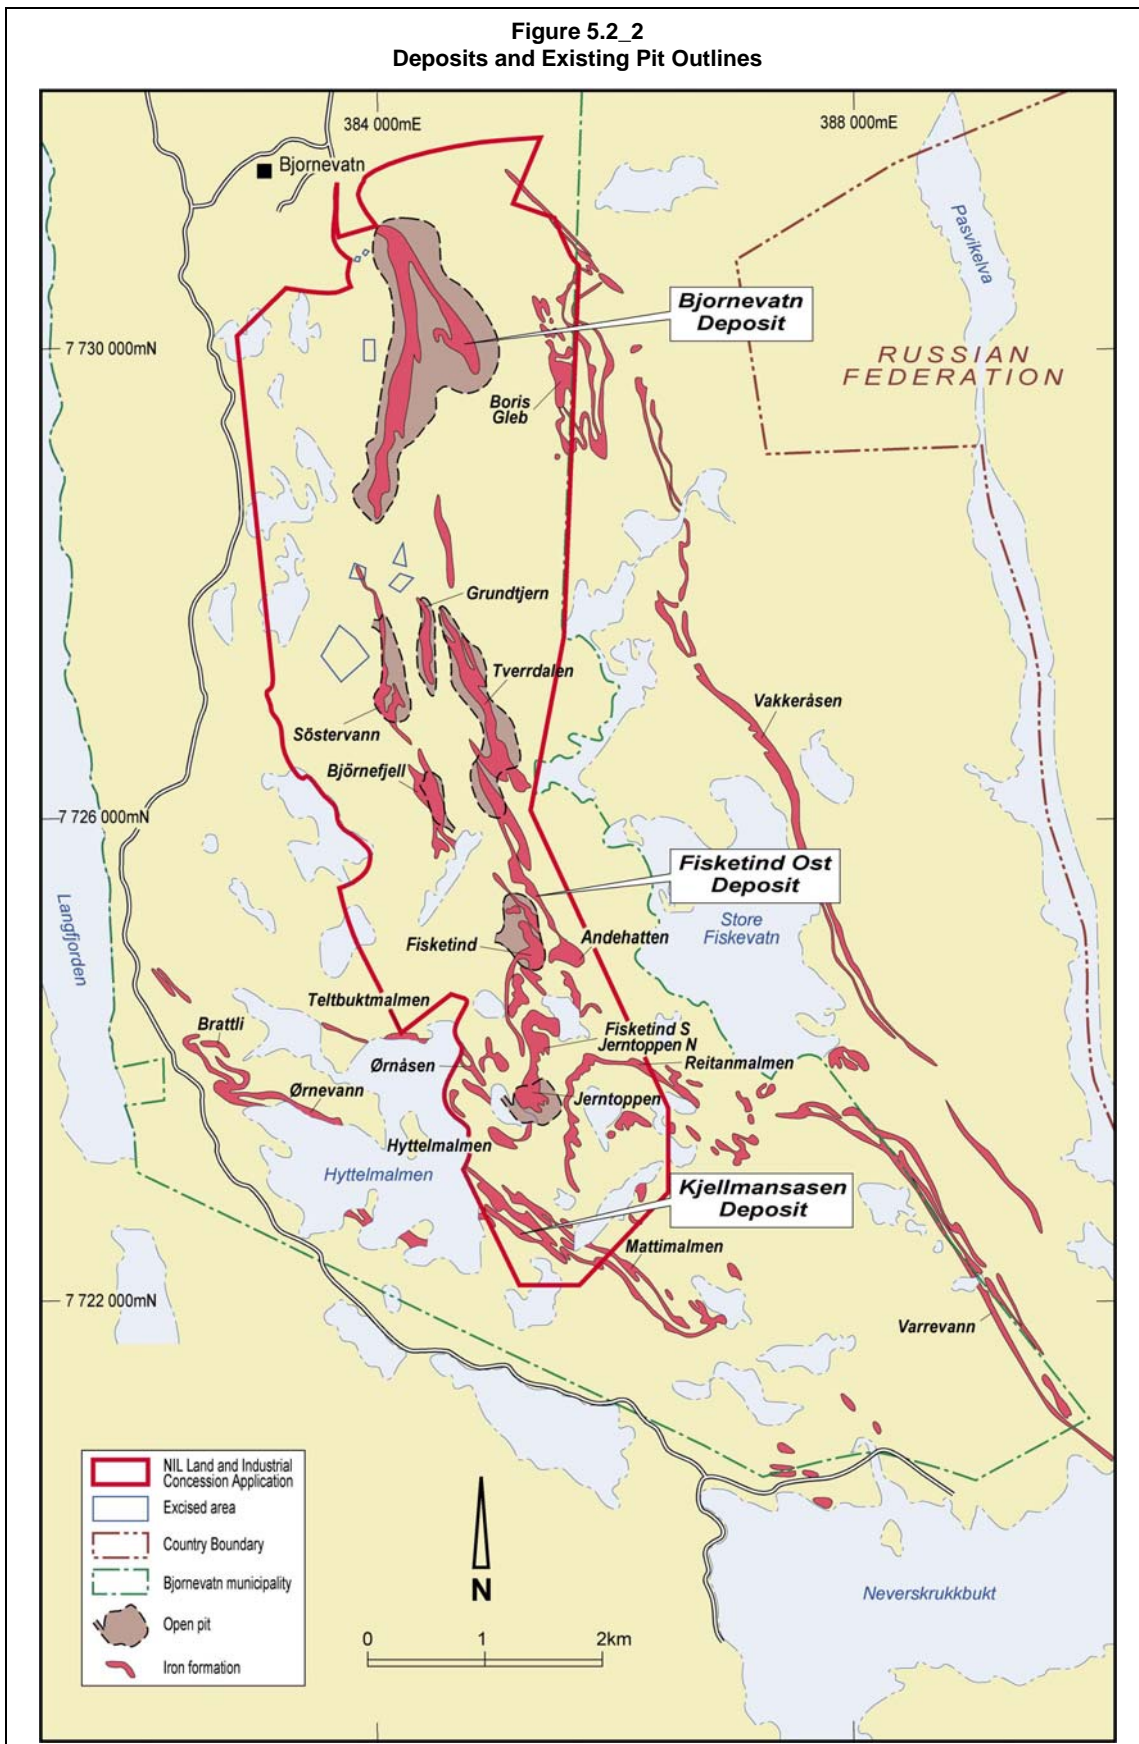 Figure 5.2_2
Deposits and Existing Pit Outlines
384 000mE
388 000mE
Bjornevatn
Pasvikelva
Bjornevatn
Deposit
7 730 000mN
RUSSIAN
FEDERATION
Boris
Gleb
Grundtjern
Tverrdalen
Vakkeråsen
Söstervann
Björnefjell
7 726 000mN
Fisketind Ost
Deposit
Langfjorden
Store
Fiskevatn
Fisketind
Andehatten
Teltbuktmalmen
Brattli
Fisketind S
Jerntoppen N
Ørnåsen
Reitanmalmen
Ørnevann
Jerntoppen
Hyttelmalmen
Hyttelmalmen
Kjellmansasen
Deposit
Mattimalmen
7 722 000mN
Varrevann
NIL Land and Industrial
Concession Application
Excised area
Country Boundary
Bjornevatn municipality
Open pit
Iron formation
N
0 1 2km
Neverskrukkbukt